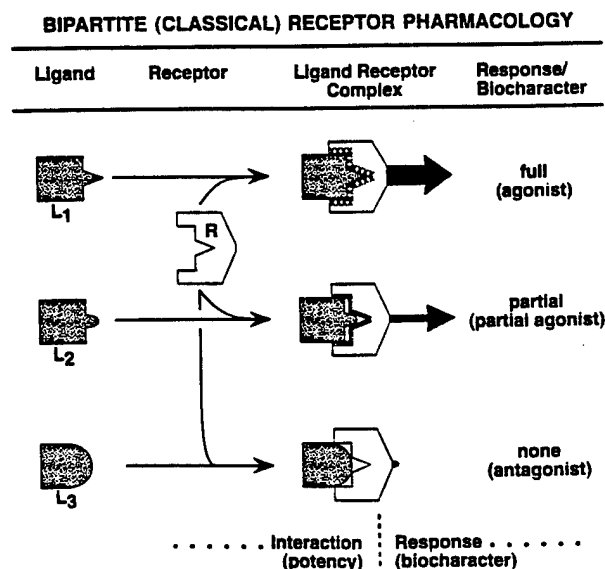 BIPARTITE (CLASSICAL) RECEPTOR PHARMACOLOGY
Ligand Receptor Ligand Receptor Response/
Complex Biocharacter
L1
full
(agonist)
R
L2
partial
(partial agonist)
L3
none
(antagonist)
. . . . . . Interaction Response . . . . . .
(potency) (biocharacter)